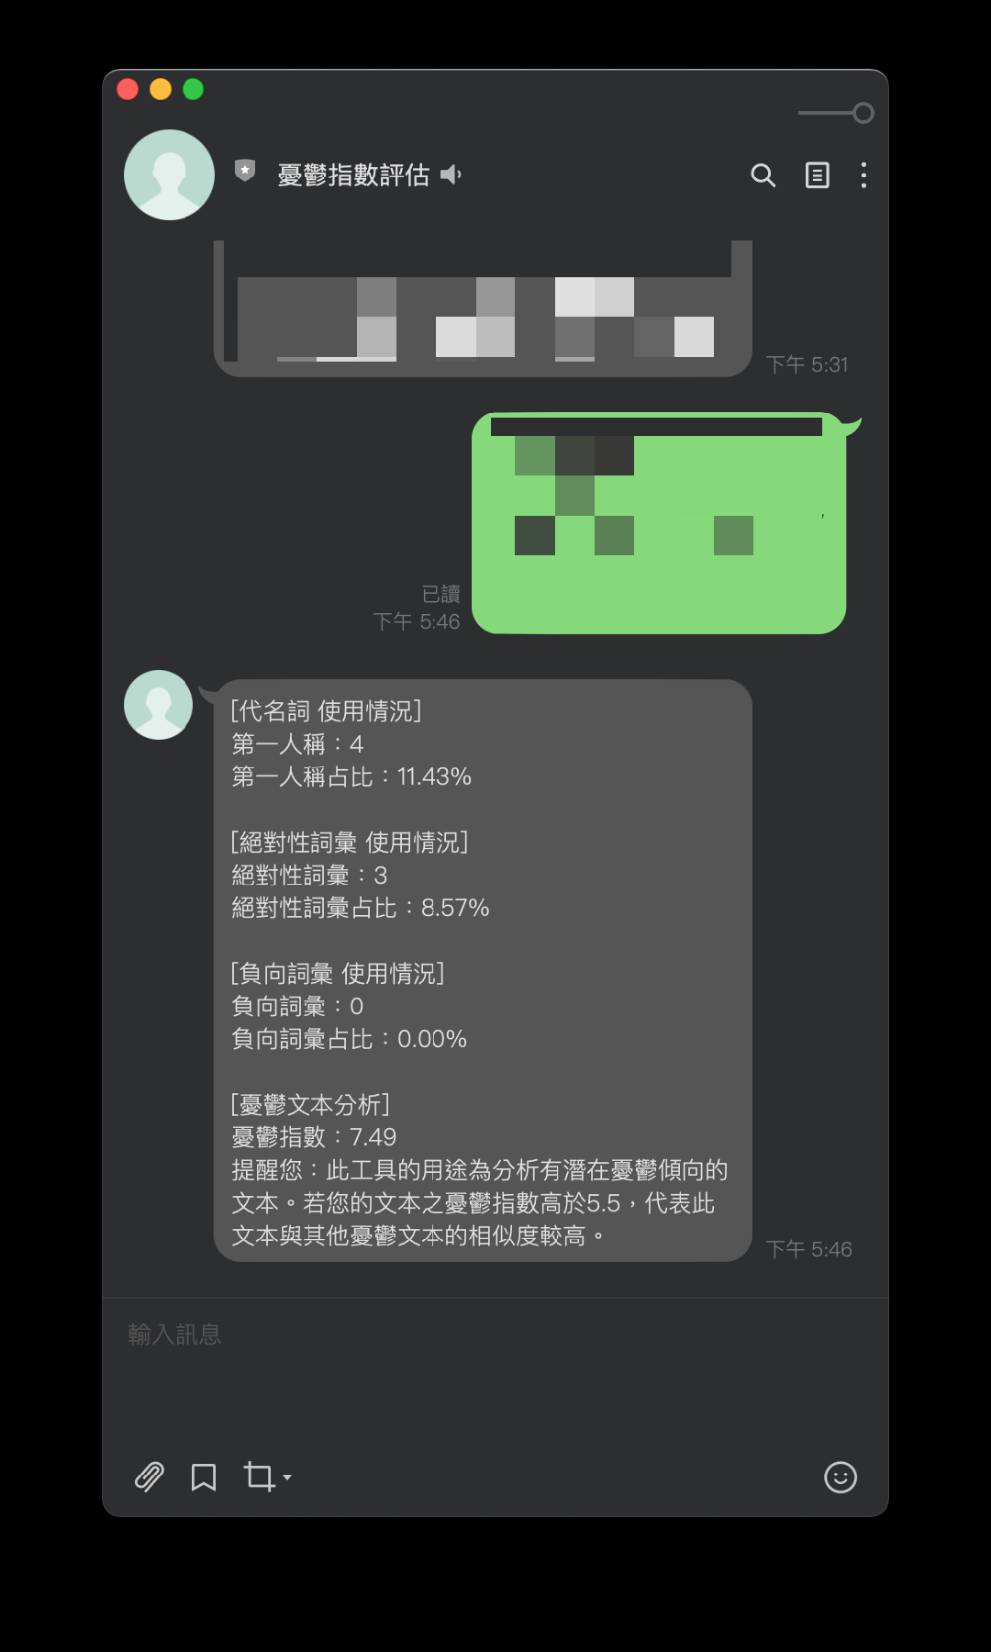 憂鬱指數評估
下午 5:31
已讀
下午 5:46
[代名詞 使用情況]
第一人稱：4
第一人稱占比：11.43%
[絕對性詞彙 使用情況]
絕對性詞彙：3
絕對性詞彙占比：8.57%
[負向詞彙 使用情況]
負向詞彙：0
負向詞彙占比：0.00%
[憂鬱文本分析]
憂鬱指數：7.49
提醒您：此工具的用途為分析有潛在憂鬱傾向的
文本。若您的文本之憂鬱指數高於5.5，代表此
文本與其他憂鬱文本的相似度較高。
下午 5:46
輸入訊息